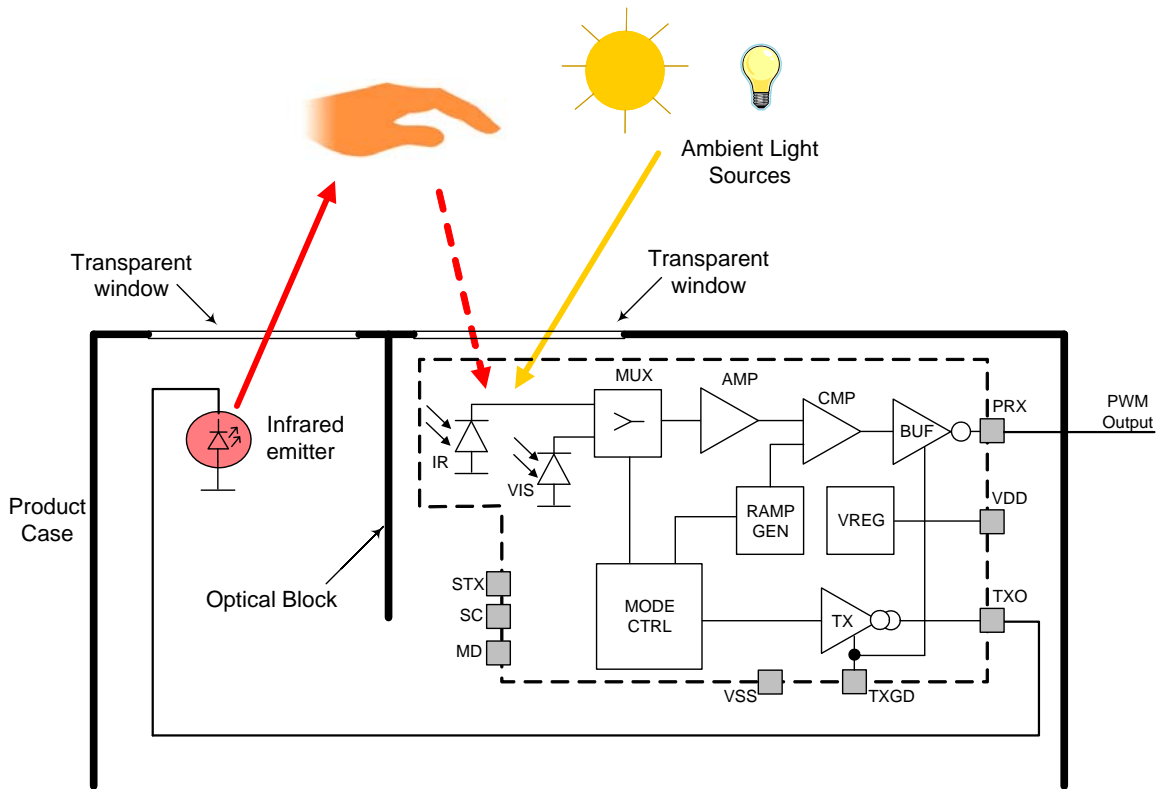 Ambient Light
Sources
Transparent
window
Transparent
window
MUX
AMP
CMP
BUF
PRX
PWM
Output
Infrared
emitter
IR
VIS
RAMP
GEN
VREG
VDD
Product
Case
Optical Block
STX
SC
MD
MODE
CTRL
TX
TXO
VSS
TXGD